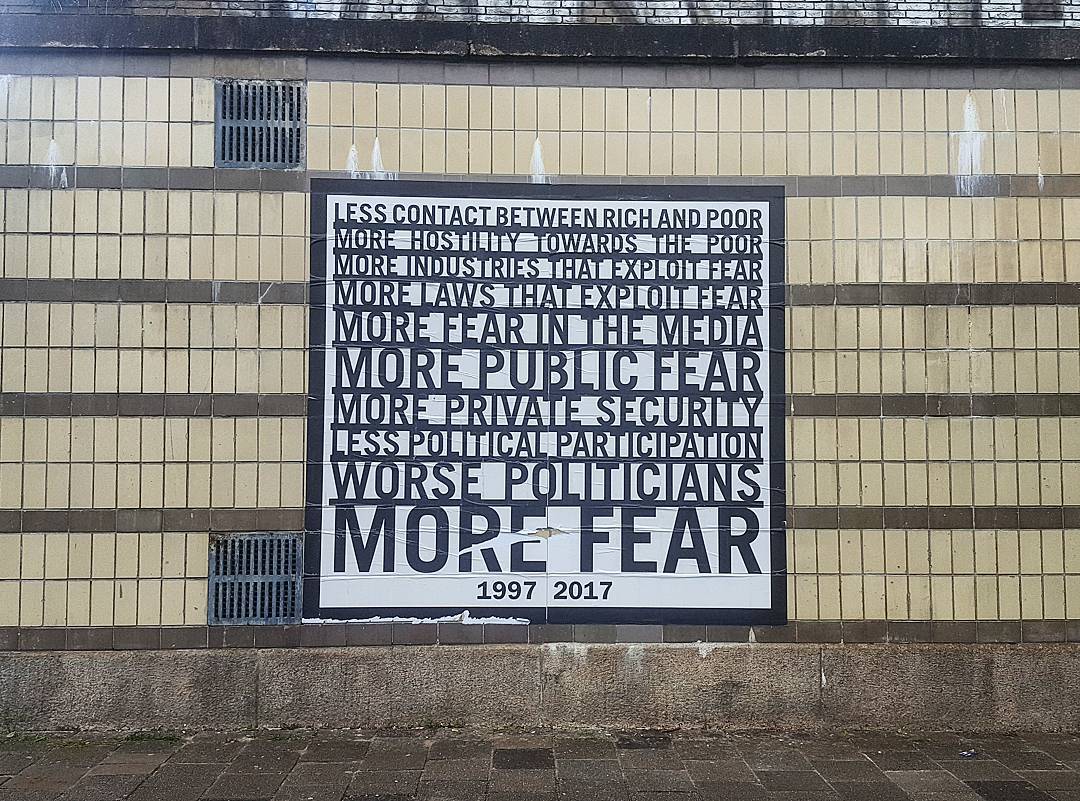 LESS CONTACT BETWEEN RICH AND POOR
MORE HOSTILITY TOWARDS THE POOR
MORE INDUSTRIES THAT EXPLOIT FEAR
MORE LAWS THAT EXPLOIT FEAR
MORE FEAR IN THE MEDIA
MORE PUBLIC FEAR
MORE PRIVATE SECURITY
LESS POLITICAL PARTICIPATION
WORSE POLITICIANS
MORE FEAR
1997 2017